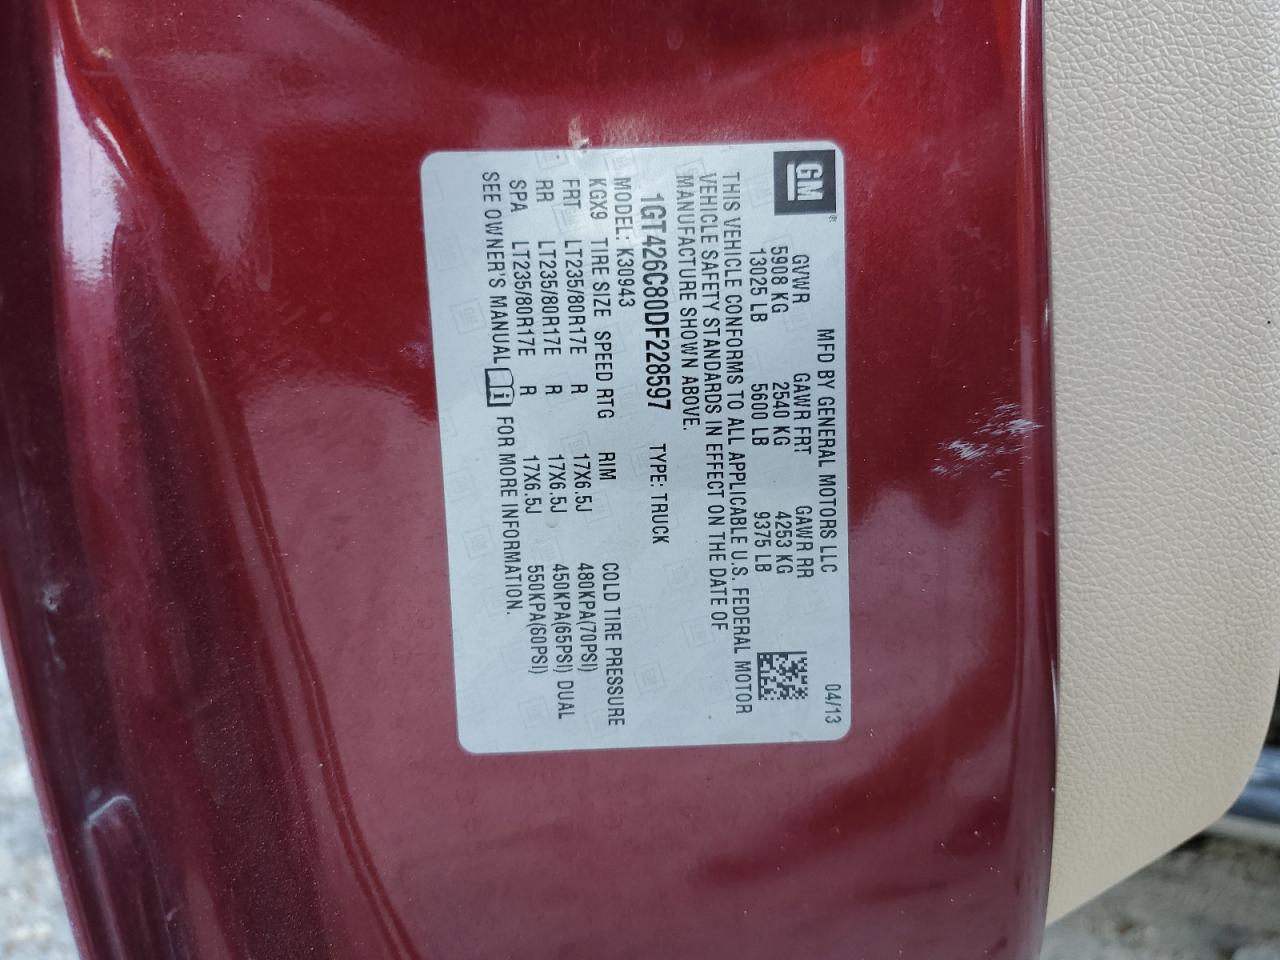 GM®
MFD BY GENERAL MOTORS LLC 04/13
GVWR GAWR FRT GAWR RR
5908 KG 2540 KG 4253 KG
13025 LB 5600 LB 9375 LB
THIS VEHICLE CONFORMS TO ALL APPLICABLE U.S. FEDERAL MOTOR
VEHICLE SAFETY STANDARDS IN EFFECT ON THE DATE OF
MANUFACTURE SHOWN ABOVE.
1GT426C80DF228597 TYPE: TRUCK
MODEL: K30943
KGX9 TIRE SIZE SPEED RTG RIM COLD TIRE PRESSURE
FRT LT235/80R17E R 17X6.5J 480KPA(70PSI)
RR LT235/80R17E R 17X6.5J 450KPA(65PSI) DUAL
SPA LT235/80R17E R 17X6.5J 550KPA(80PSI)
SEE OWNER'S MANUAL i FOR MORE INFORMATION.